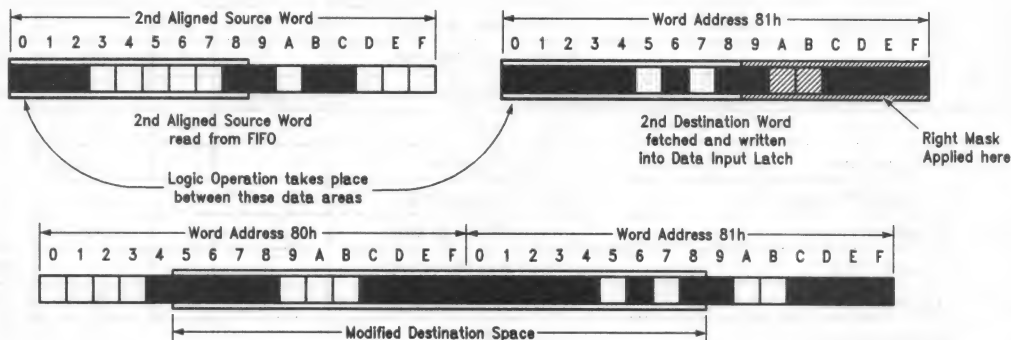 2nd Aligned Source Word
0 1 2 3 4 5 6 7 8 9 A B C D E F
2nd Aligned Source Word
read from FIFO
Word Address 81h
0 1 2 3 4 5 6 7 8 9 A B C D E F
2nd Destination Word
fetched and written
into Data Input Latch
Right Mask
Applied here
Logic Operation takes place
between these data areas
Word Address 80h
Word Address 81h
0 1 2 3 4 5 6 7 8 9 A B C D E F 0 1 2 3 4 5 6 7 8 9 A B C D E F
Modified Destination Space